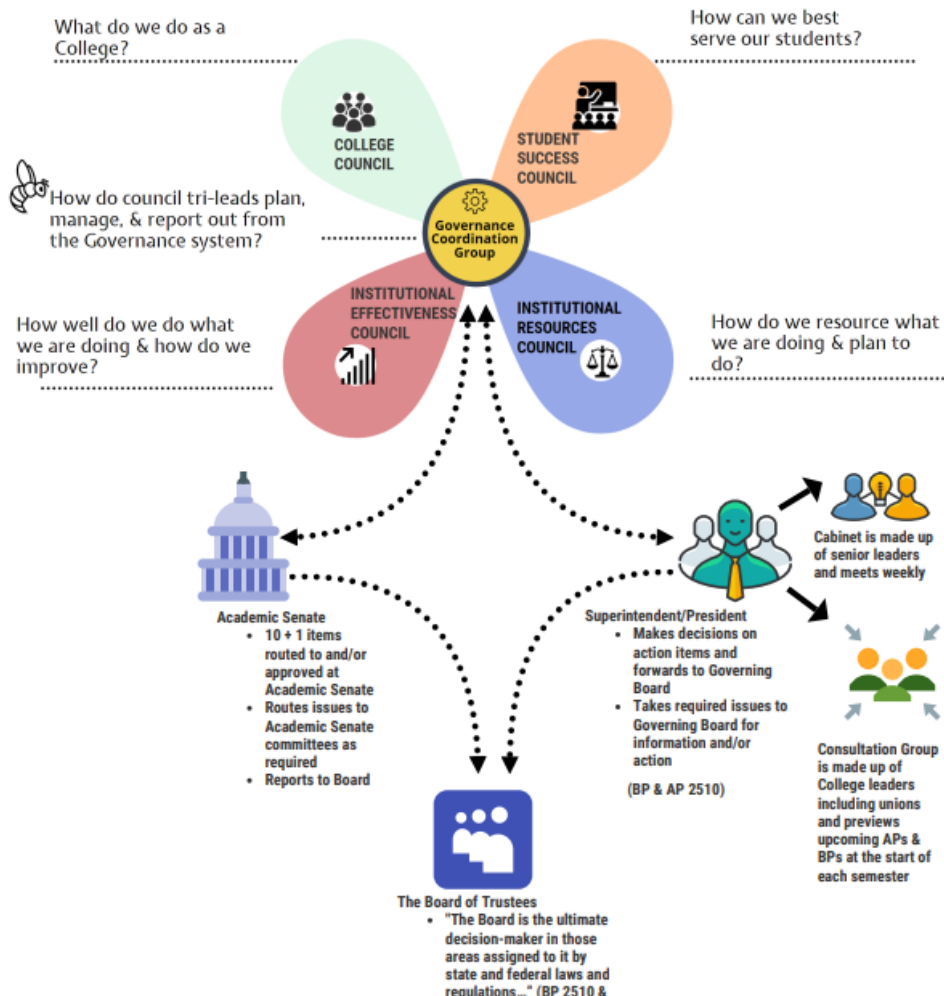 What do we do as a
College?
How can we best
serve our students?
COLLEGE
COUNCIL
STUDENT
SUCCESS
COUNCIL
How do council tri-leads plan,
manage, & report out from
the Governance system?
Governance
Coordination
Group
INSTITUTIONAL
EFFECTIVENESS
COUNCIL
INSTITUTIONAL
RESOURCES
COUNCIL
How well do we do what
we are doing & how do we
improve?
How do we resource what
we are doing & plan to
do?
Cabinet is made up
of senior leaders
and meets weekly
Academic Senate
• 10 + 1 items
routed to and/or
approved at
Academic Senate
• Routes issues to
Academic Senate
committees as
required
• Reports to Board
Superintendent/President
• Makes decisions on
action items and
forwards to Governing
Board
• Takes required issues to
Governing Board for
information and/or
action
(BP & AP 2510)
Consultation Group
is made up of
College leaders
including unions
and previews
upcoming APs &
BPs at the start of
each semester
The Board of Trustees
• "The Board is the ultimate
decision-maker in those
areas assigned to it by
state and federal laws and
regulations..." (BP 2510 &